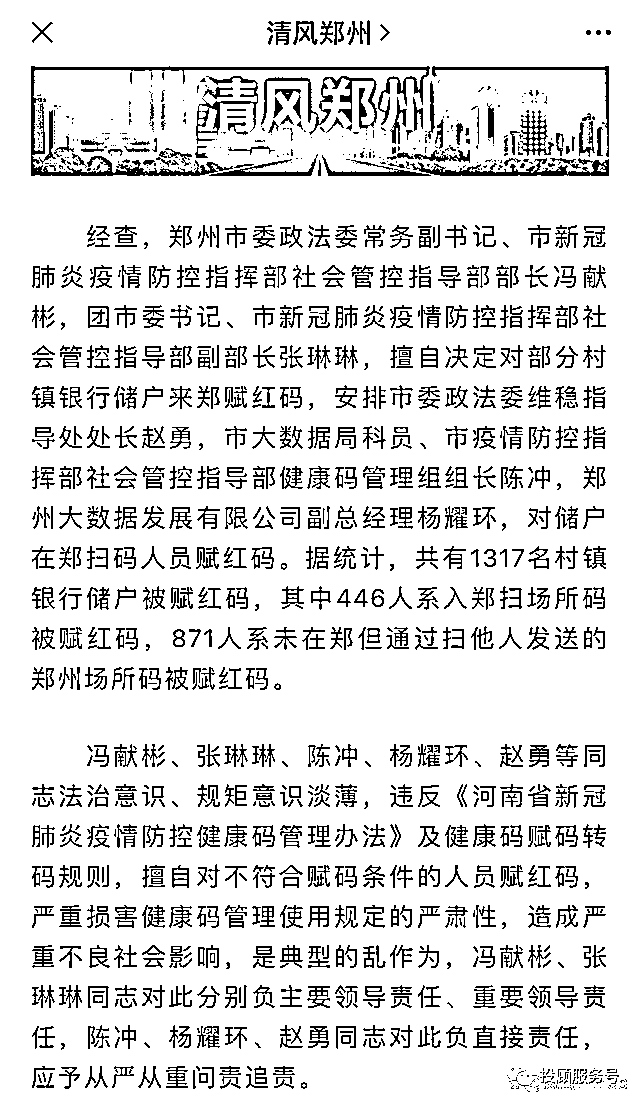 清风郑州
清风郑州
经查，郑州市委政法委常务副书记、市新冠
肺炎疫情防控指挥部社会管控指导部部长冯献
彬，团市委书记、市新冠肺炎疫情防控指挥部社
会管控指导部副部长张琳琳，擅自决定对部分村
镇银行储户来郑赋红码，安排市委政法委维稳指
导处处长赵勇，市大数据局科员、市疫情防控指
挥部社会管控指导部健康码管理组组长陈冲，郑
州大数据发展有限公司副总经理杨耀环，对储户
在郑扫码人员赋红码。据统计，共有1317名村镇
银行储户被赋红码，其中446人系入郑扫场所码
被赋红码，871人系未在郑但通过扫他人发送的
郑州场所码被赋红码。
冯献彬、张琳琳、陈冲、杨耀环、赵勇等同
志法治意识、规矩意识淡薄，违反《河南省新冠
肺炎疫情防控健康码管理办法》及健康码赋码转
码规则，擅自对不符合赋码条件的人员赋红码，
严重损害健康码管理使用规定的严肃性，造成严
重不良社会影响，是典型的乱作为，冯献彬、张
琳琳同志对此分别负主要领导责任、重要领导责
任，陈冲、杨耀环、赵勇同志对此负直接责任，
应予从严从重问责追责。
投顾服务号